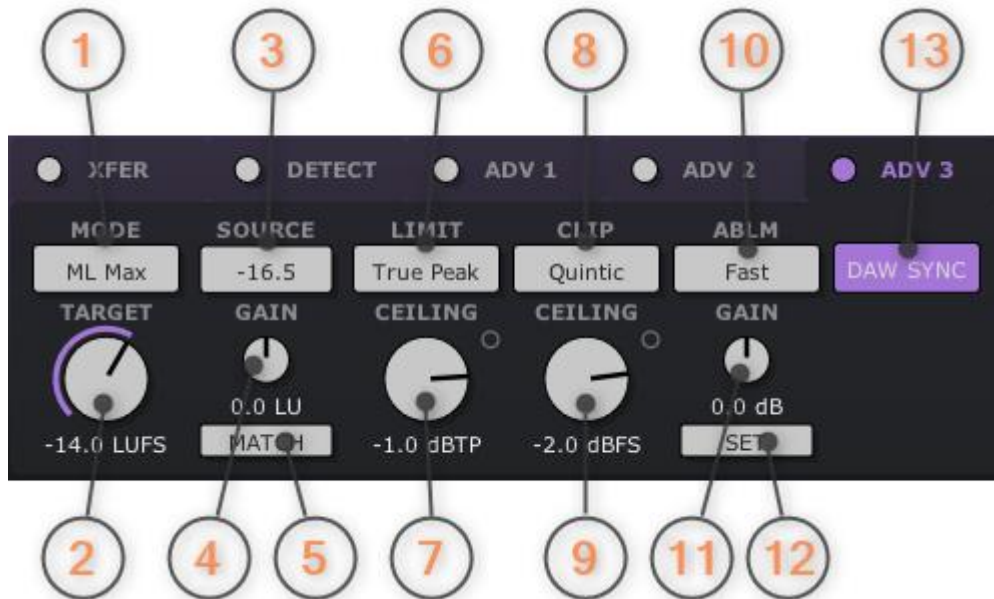 1 3 6 8 10 13
XFER DETECT ADV 1 ADV 2 ADV 3
MODE SOURCE LIMIT CLIP ABLM
ML Max -16.5 True Peak Quintic Fast DAW SYNC
TARGET GAIN CEILING CEILING GAIN
0.0 LU 0.0 dB
-14.0 LUFS MATCH -1.0 dBTP -2.0 dBFS SET
2 4 5 7 9 11 12